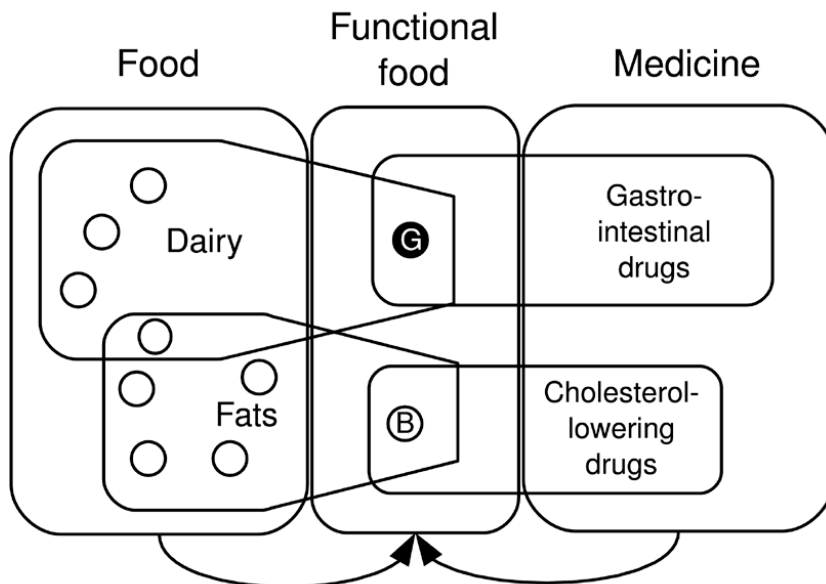 Food
Functional
food
Medicine
Dairy
G
Gastro-
intestinal
drugs
Fats
B
Cholesterol-
lowering
drugs